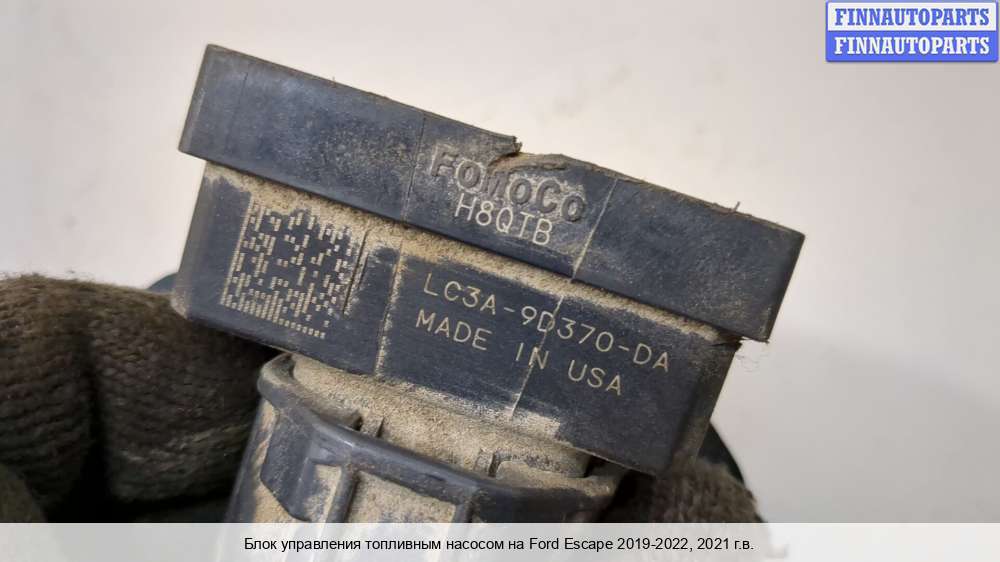 FINNAUTOPARTS
FINNAUTOPARTS
FoMoCo
H8QTB
LC3A-9D370-DA
MADE IN USA
Блок управления топливным насосом на Ford Escape 2019-2022, 2021 г.в.